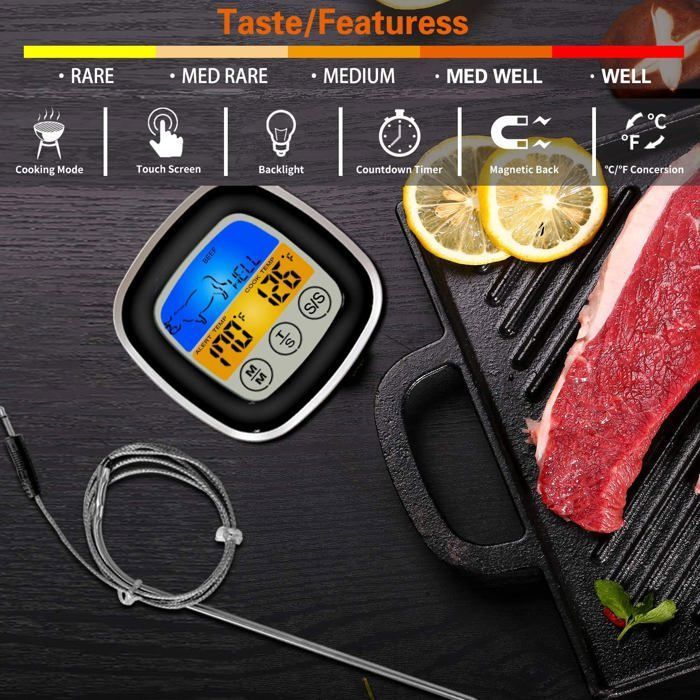 Taste/Featuress
· RARE · MED RARE · MEDIUM · MED WELL · WELL
°C
°F
Cooking Mode Touch Screen Backlight Countdown Timer Magnetic Back °C/°F Concersion
BEEF
WELL
COOK TEMP
126°F
ALERT TEMP
170°F
S/S
I/S
M/M